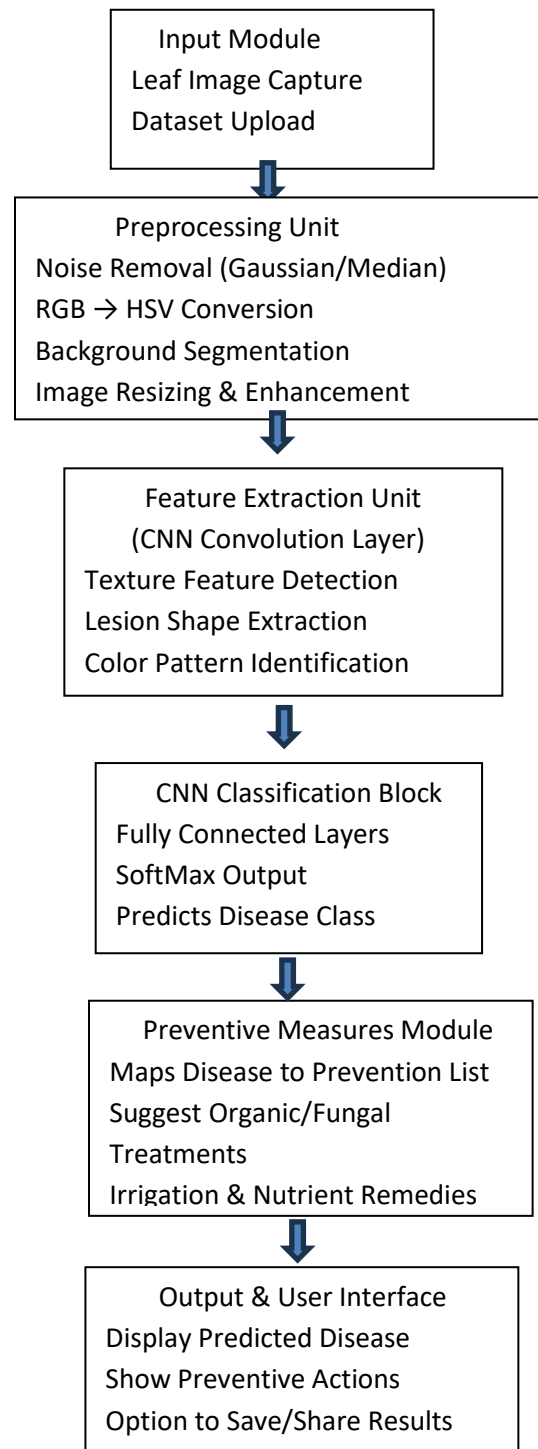 Input Module
Leaf Image Capture
Dataset Upload
Preprocessing Unit
Noise Removal (Gaussian/Median)
RGB → HSV Conversion
Background Segmentation
Image Resizing & Enhancement
Feature Extraction Unit
(CNN Convolution Layer)
Texture Feature Detection
Lesion Shape Extraction
Color Pattern Identification
CNN Classification Block
Fully Connected Layers
SoftMax Output
Predicts Disease Class
Preventive Measures Module
Maps Disease to Prevention List
Suggest Organic/Fungal
Treatments
Irrigation & Nutrient Remedies
Output & User Interface
Display Predicted Disease
Show Preventive Actions
Option to Save/Share Results